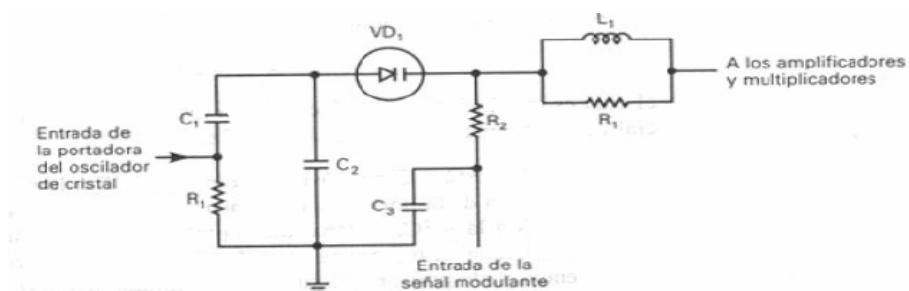 L₁
VD₁
A los amplificadores
y multiplicadores
C₁
R₂
R₁
Entrada de
la portadora
del oscilador
de cristal
C₂
R₁
C₃
Entrada de la
señal modulante